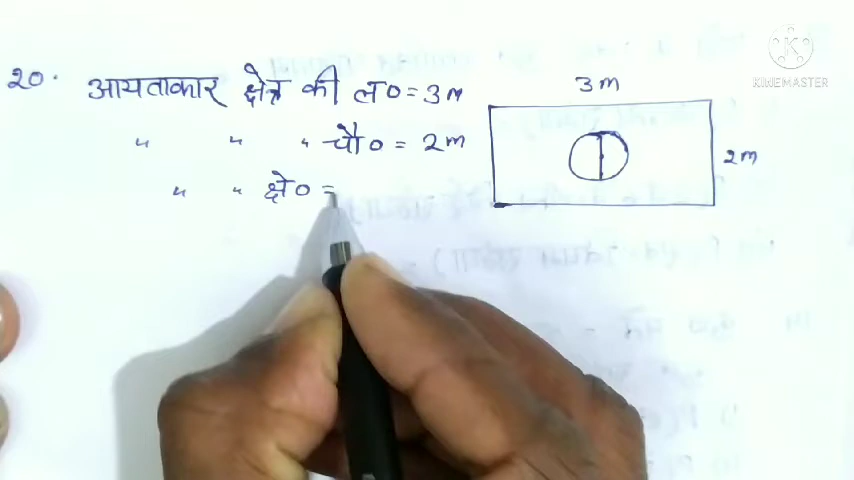 20. आयताकार क्षेत्र की ल० = 3m
" " " चौ० = 2m
" " क्षे० =
3m
2m
KINEMASTER